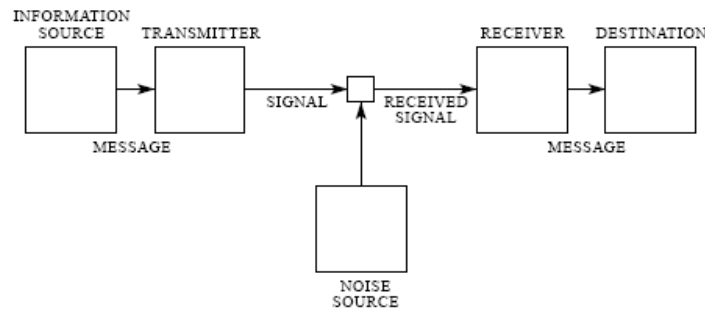 INFORMATION
SOURCE
TRANSMITTER
RECEIVER
DESTINATION
SIGNAL
RECEIVED
SIGNAL
MESSAGE
MESSAGE
NOISE
SOURCE